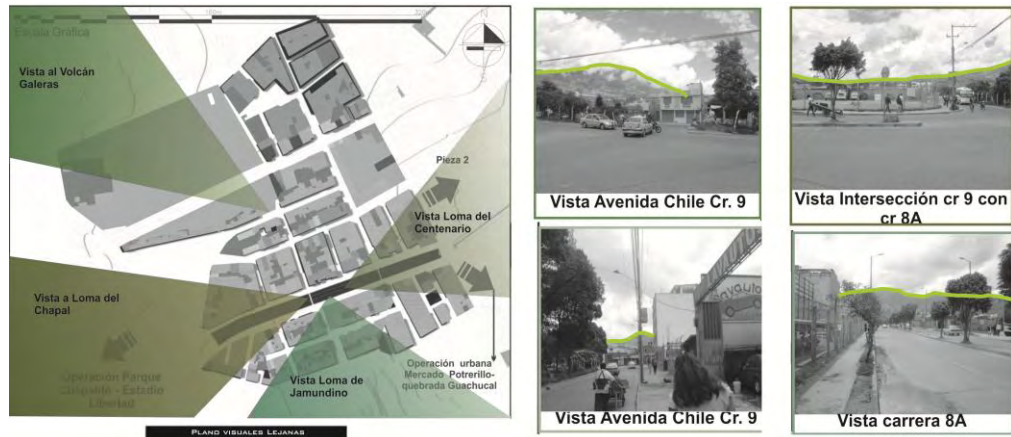 Escala Gráfica
N
Vista al Volcán
Galeras
Pieza 2
Vista Loma del
Centenario
Vista a Loma del
Chapal
Operación urbana
Mercado Potrerillo-
quebrada Guachucal
Operación Parque
Libertad
Vista Loma de
Jamundino
PLANO VISUALES LEJANAS
Vista Avenida Chile Cr. 9
Vista Intersección cr 9 con
cr 8A
Vista Avenida Chile Cr. 9
Vista carrera 8A